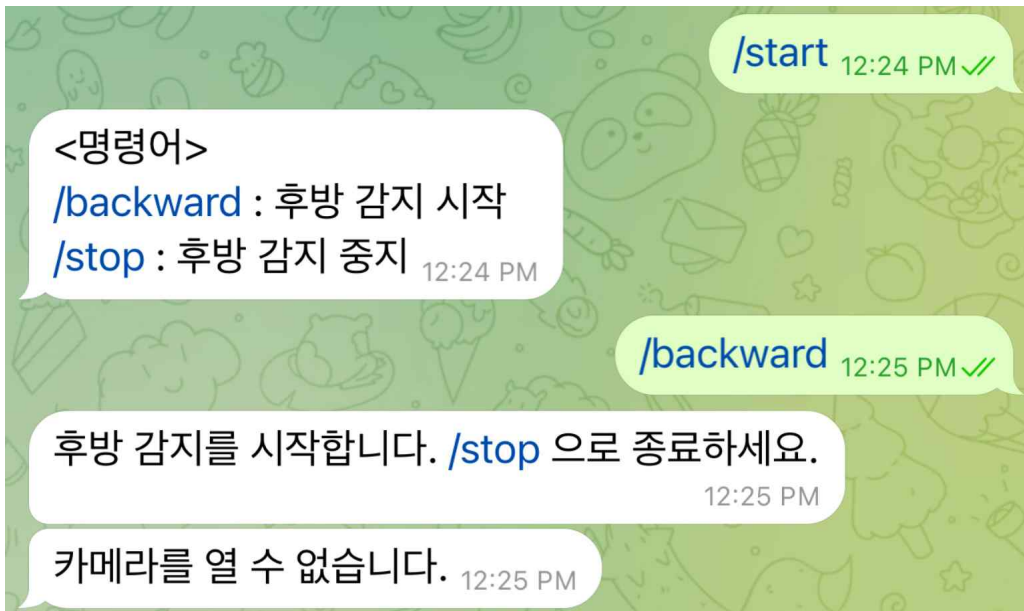 /start 12:24 PM
<명령어>
/backward : 후방 감지 시작
/stop : 후방 감지 중지 12:24 PM
/backward 12:25 PM
후방 감지를 시작합니다. /stop 으로 종료하세요.
12:25 PM
카메라를 열 수 없습니다. 12:25 PM